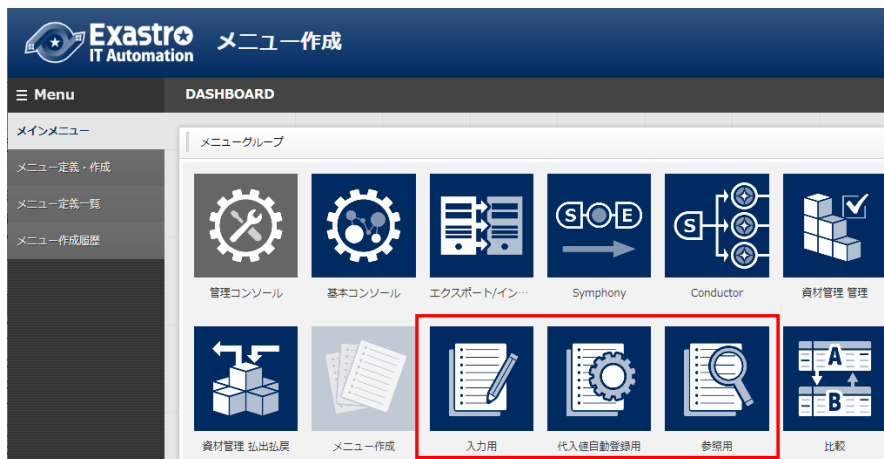 Exastro
IT Automation
メニュー作成
Menu
DASHBOARD
メインメニュー
メニュー定義・作成
メニュー定義一覧
メニュー作成履歴
メニューグループ
管理コンソール
基本コンソール
エクスポート/イン…
Symphony
Conductor
資材管理 管理
S E
S
資材管理 払出払戻
メニュー作成
入力用
代入値自動登録用
参照用
比較
A
B